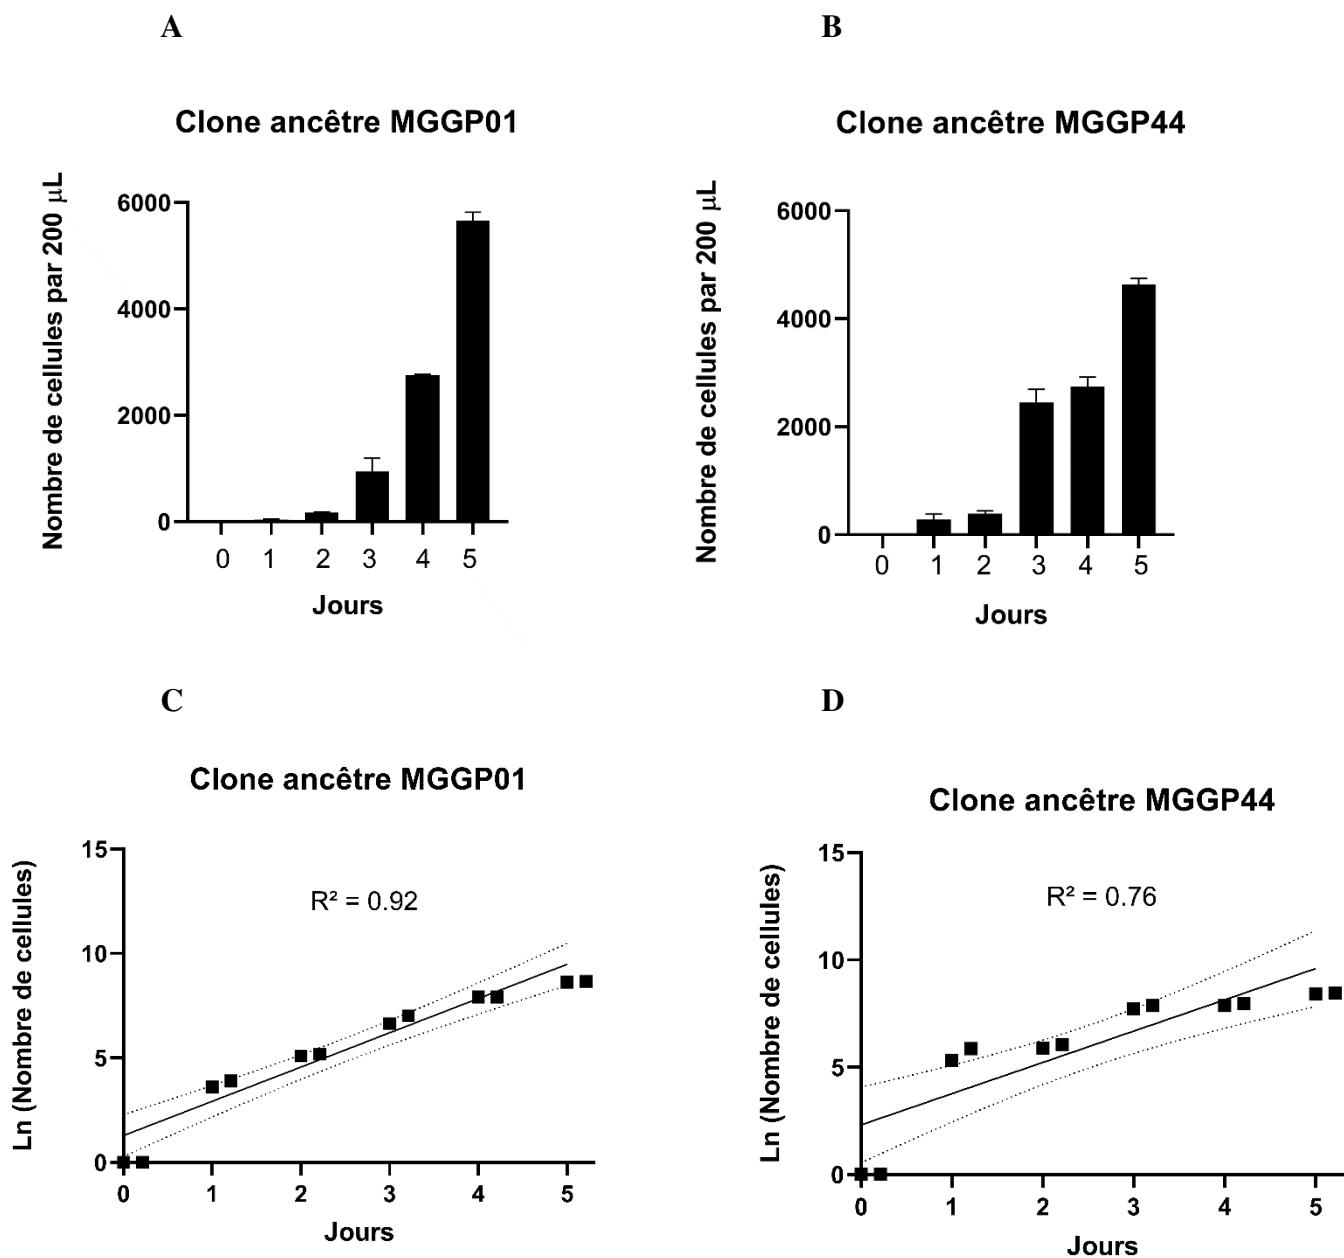 A
Clone ancêtre MGGP01
Nombre de cellules par 200 µL
6000
4000
2000
0
0 1 2 3 4 5
Jours
B
Clone ancêtre MGGP44
Nombre de cellules par 200 µL
6000
4000
2000
0
0 1 2 3 4 5
Jours
C
Clone ancêtre MGGP01
Ln (Nombre de cellules)
15
10
5
0
R² = 0.92
0 1 2 3 4 5
Jours
D
Clone ancêtre MGGP44
Ln (Nombre de cellules)
15
10
5
0
R² = 0.76
0 1 2 3 4 5
Jours